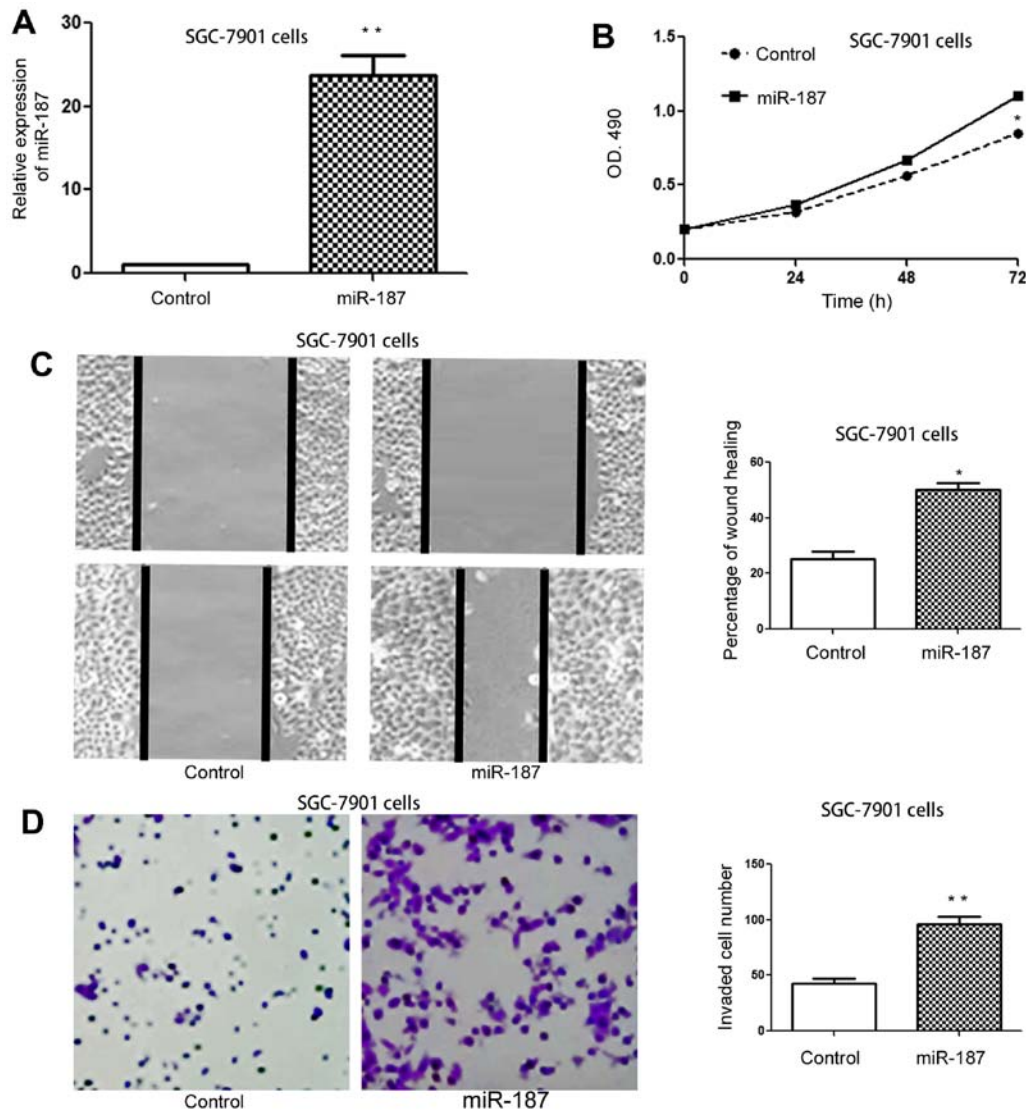 A
SGC-7901 cells
* *
30
20
10
0
Relative expression
of miR-187
Control
miR-187
B
SGC-7901 cells
Control
miR-187
1.5
1.0
0.5
0.0
OD. 490
*
0
24
48
72
Time (h)
C
SGC-7901 cells
Control
miR-187
SGC-7901 cells
60
40
20
0
Percentage of wound healing
*
Control
miR-187
D
SGC-7901 cells
Control
miR-187
SGC-7901 cells
150
100
50
0
Invaded cell number
* *
Control
miR-187